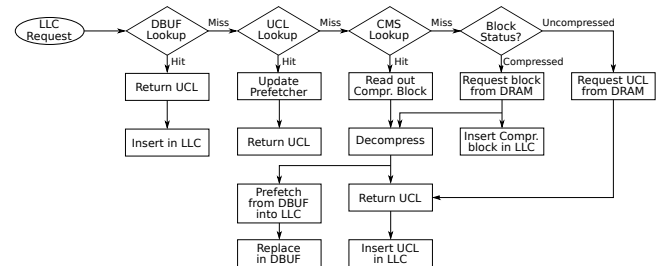 LLC
Request
DBUF
Lookup
Miss
UCL
Lookup
Miss
CMS
Lookup
Miss
Block
Status?
Uncompressed
Hit
Hit
Hit
Compressed
Return UCL
Update
Prefetcher
Read out
Compr. Block
Request block
from DRAM
Request UCL
from DRAM
Insert in LLC
Return UCL
Decompress
Insert Compr.
block in LLC
Prefetch
from DBUF
into LLC
Return UCL
Replace
in DBUF
Insert UCL
in LLC